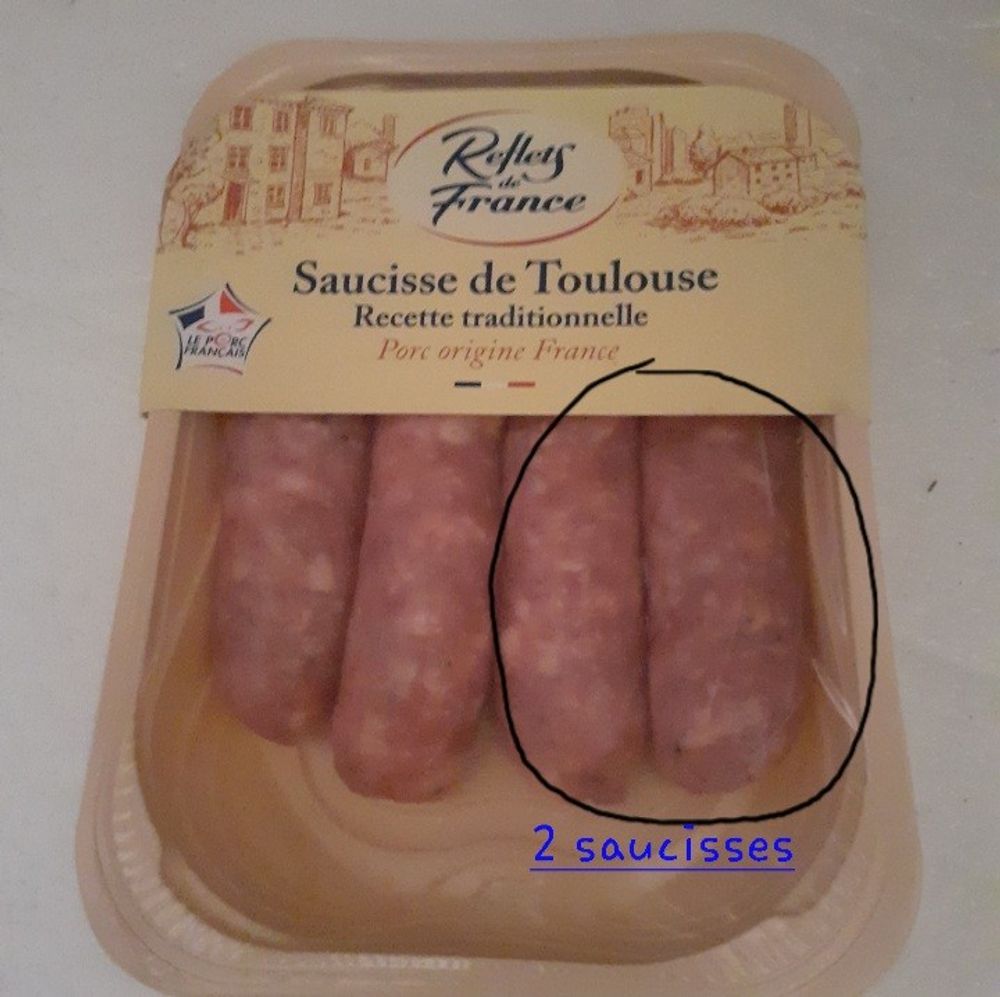 Reflets
de
France
Saucisse de Toulouse
Recette traditionnelle
Porc origine France
LE PORC
FRANÇAIS
2 saucisses